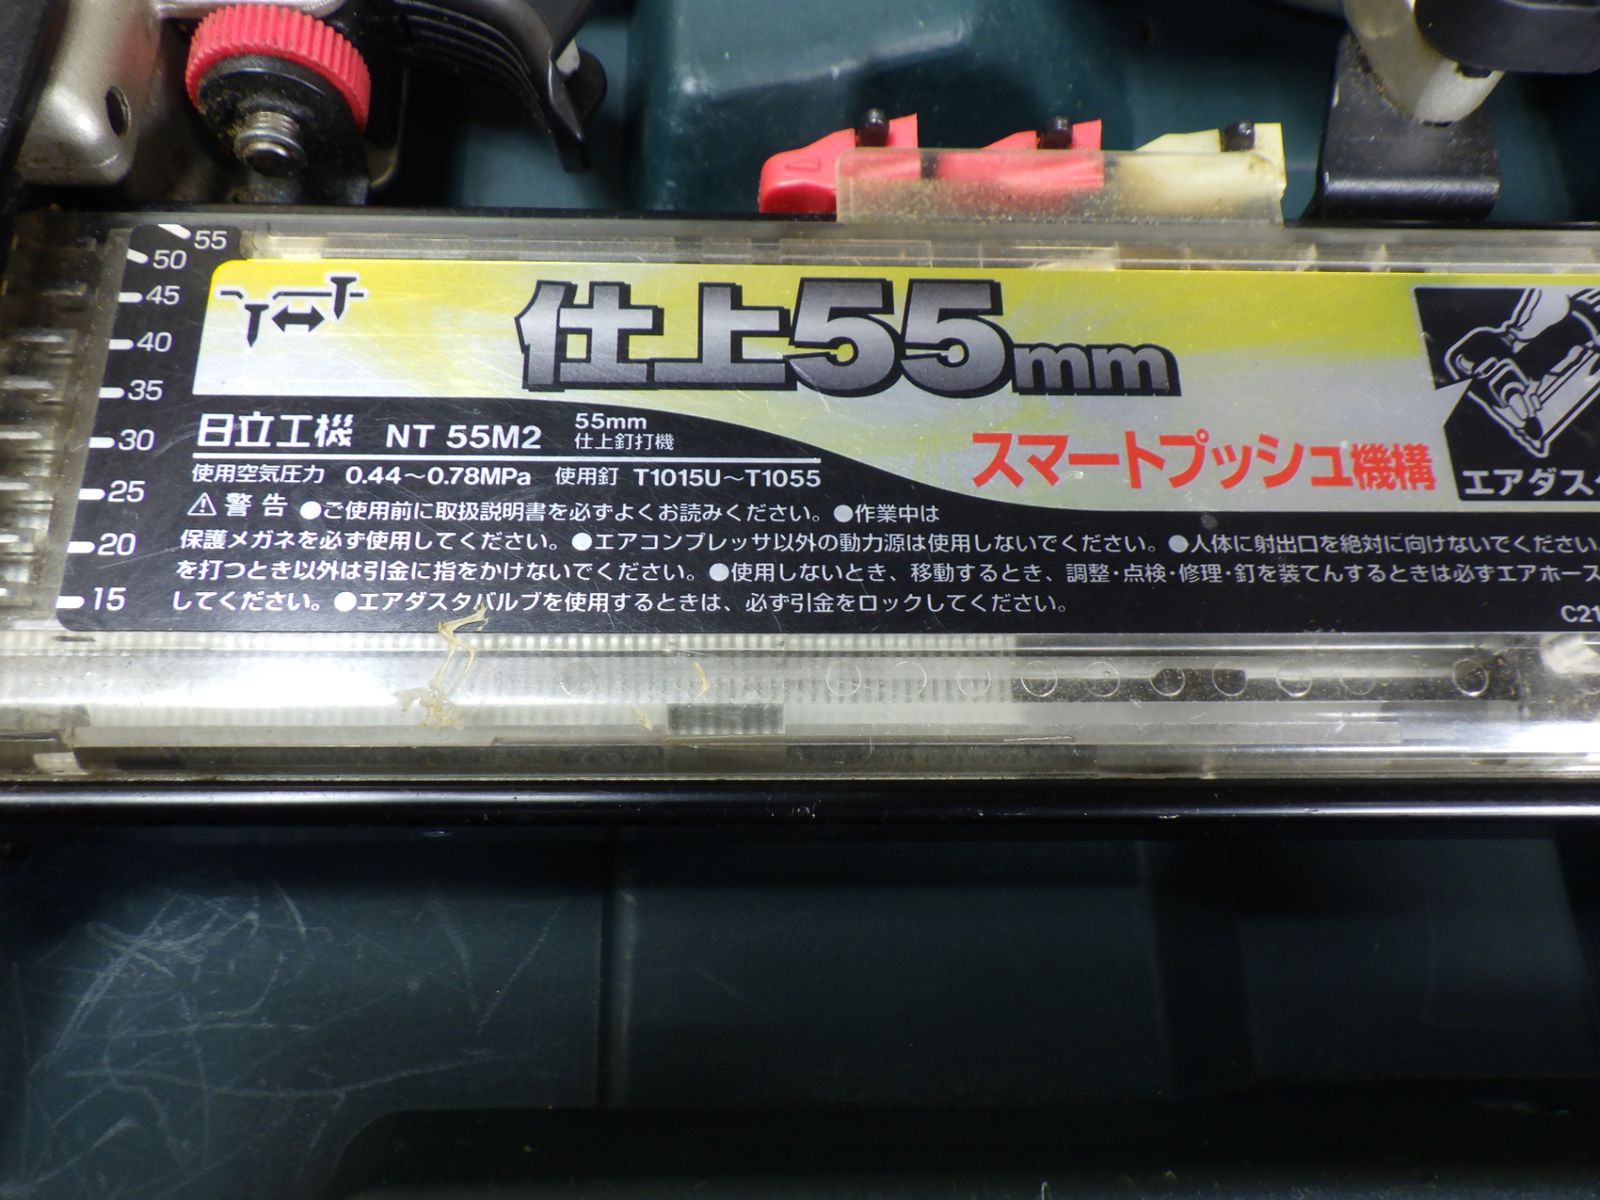 55
50
45
40
35
30
25
20
15
仕上55mm
日立工機 NT 55M2 55mm
仕上釘打機
スマートプッシュ機構
エアダス
使用空気圧力 0.44～0.78MPa 使用釘 T1015U～T1055
⚠警告 ●ご使用前に取扱説明書を必ずよくお読みください。●作業中は
保護メガネを必ず使用してください。●エアコンプレッサ以外の動力源は使用しないでください。●人体に射出口を絶対に向けないでください。
を打つとき以外は引金に指をかけないでください。●使用しないとき、移動するとき、調整・点検・修理・釘を装てんするときは必ずエアホース
してください。●エアダスタバルブを使用するときは、必ず引金をロックしてください。
C21